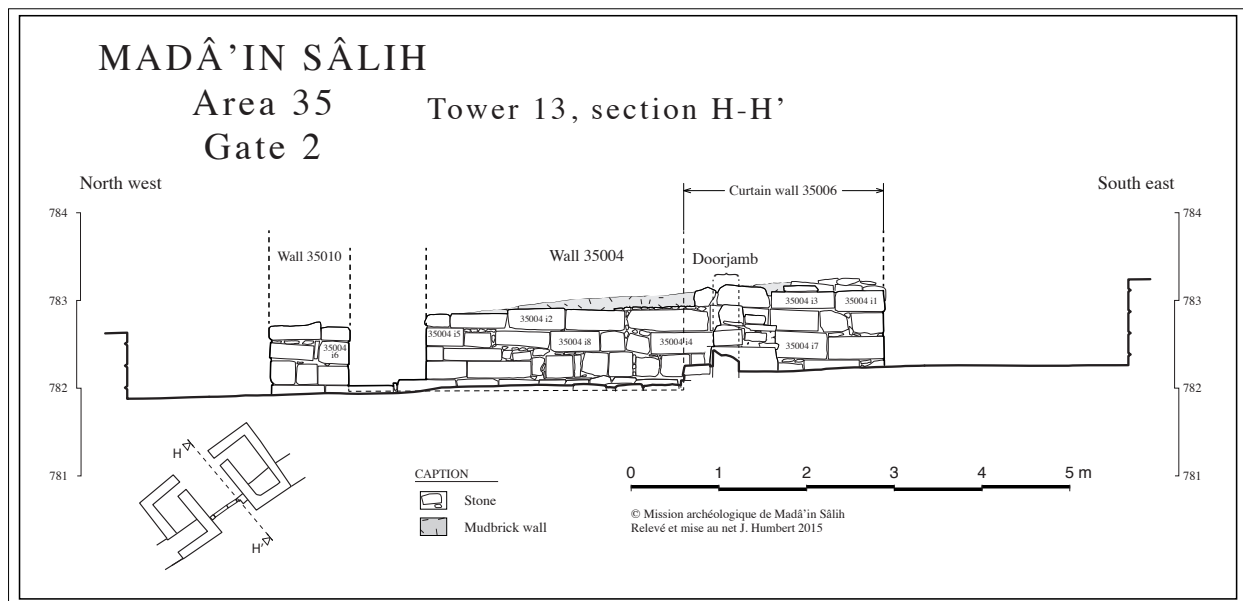 MADÂ’IN SÂLIH
Area 35
Gate 2
Tower 13, section H-H’
North west
South east
Curtain wall 35006
784
784
Wall 35010
Wall 35004
Doorjamb
783
783
35004 i3
35004 i1
35004 i2
35004 i5
35004 i8
35004 i4
35004 i7
35004
i6
782
782
781
781
H
H’
CAPTION
Stone
Mudbrick wall
0 1 2 3 4 5 m
© Mission archéologique de Madâ’in Sâlih
Relevé et mise au net J. Humbert 2015